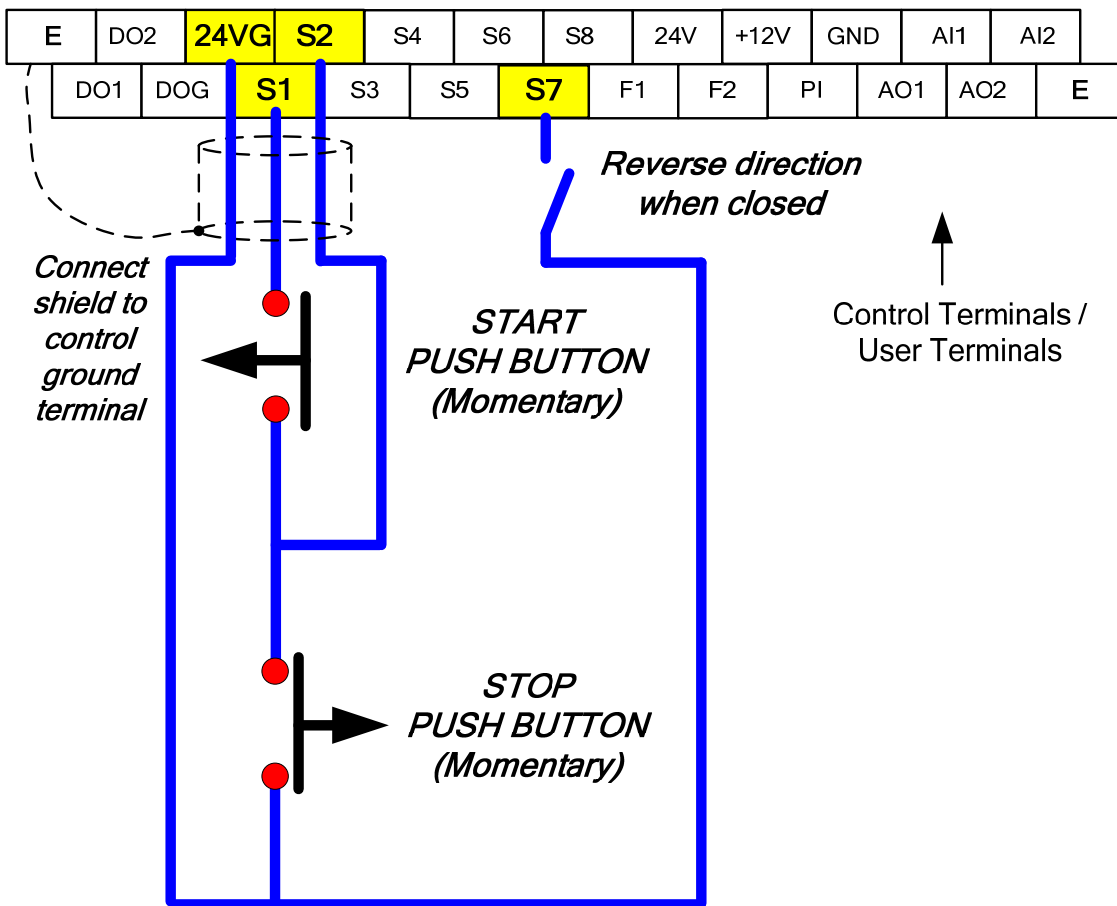 E DO2 24VG S2 S4 S6 S8 24V +12V GND AI1 AI2
DO1 DOG S1 S3 S5 S7 F1 F2 PI AO1 AO2 E
Reverse direction
when closed
Connect
shield to
control
ground
terminal
START
PUSH BUTTON
(Momentary)
Control Terminals /
User Terminals
STOP
PUSH BUTTON
(Momentary)